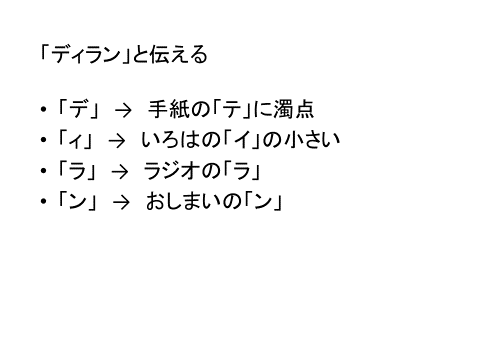 「ディラン」と伝える
• 「デ」 → 手紙の「テ」に濁点
• 「ィ」 → いろはの「イ」の小さい
• 「ラ」 → ラジオの「ラ」
• 「ン」 → おしまいの「ン」